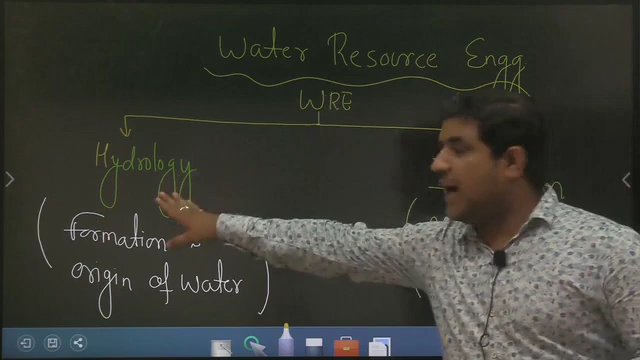 Water Resource Engg
WRE
Hydrology
(Formation
origin of water)